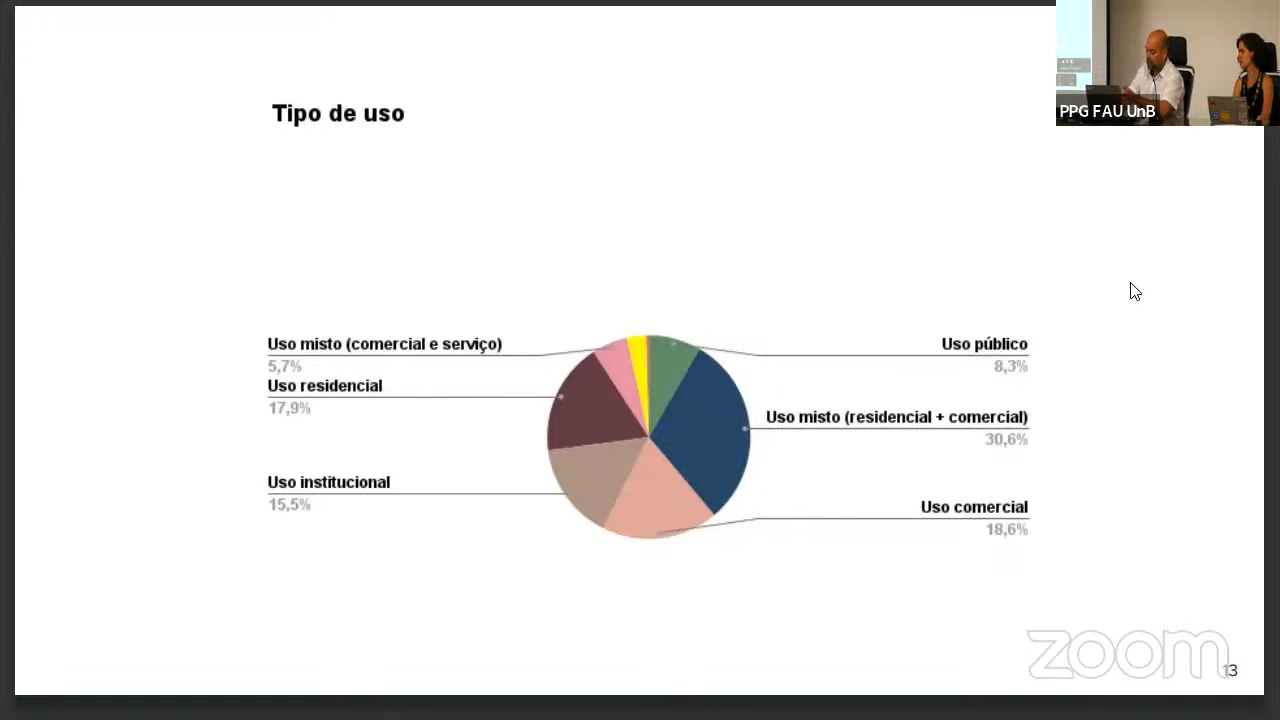 PPG FAU UnB
Tipo de uso
Uso misto (comercial e serviço)
5,7%
Uso residencial
17,9%
Uso institucional
15,5%
Uso público
8,3%
Uso misto (residencial + comercial)
30,6%
Uso comercial
18,6%
zoom
13